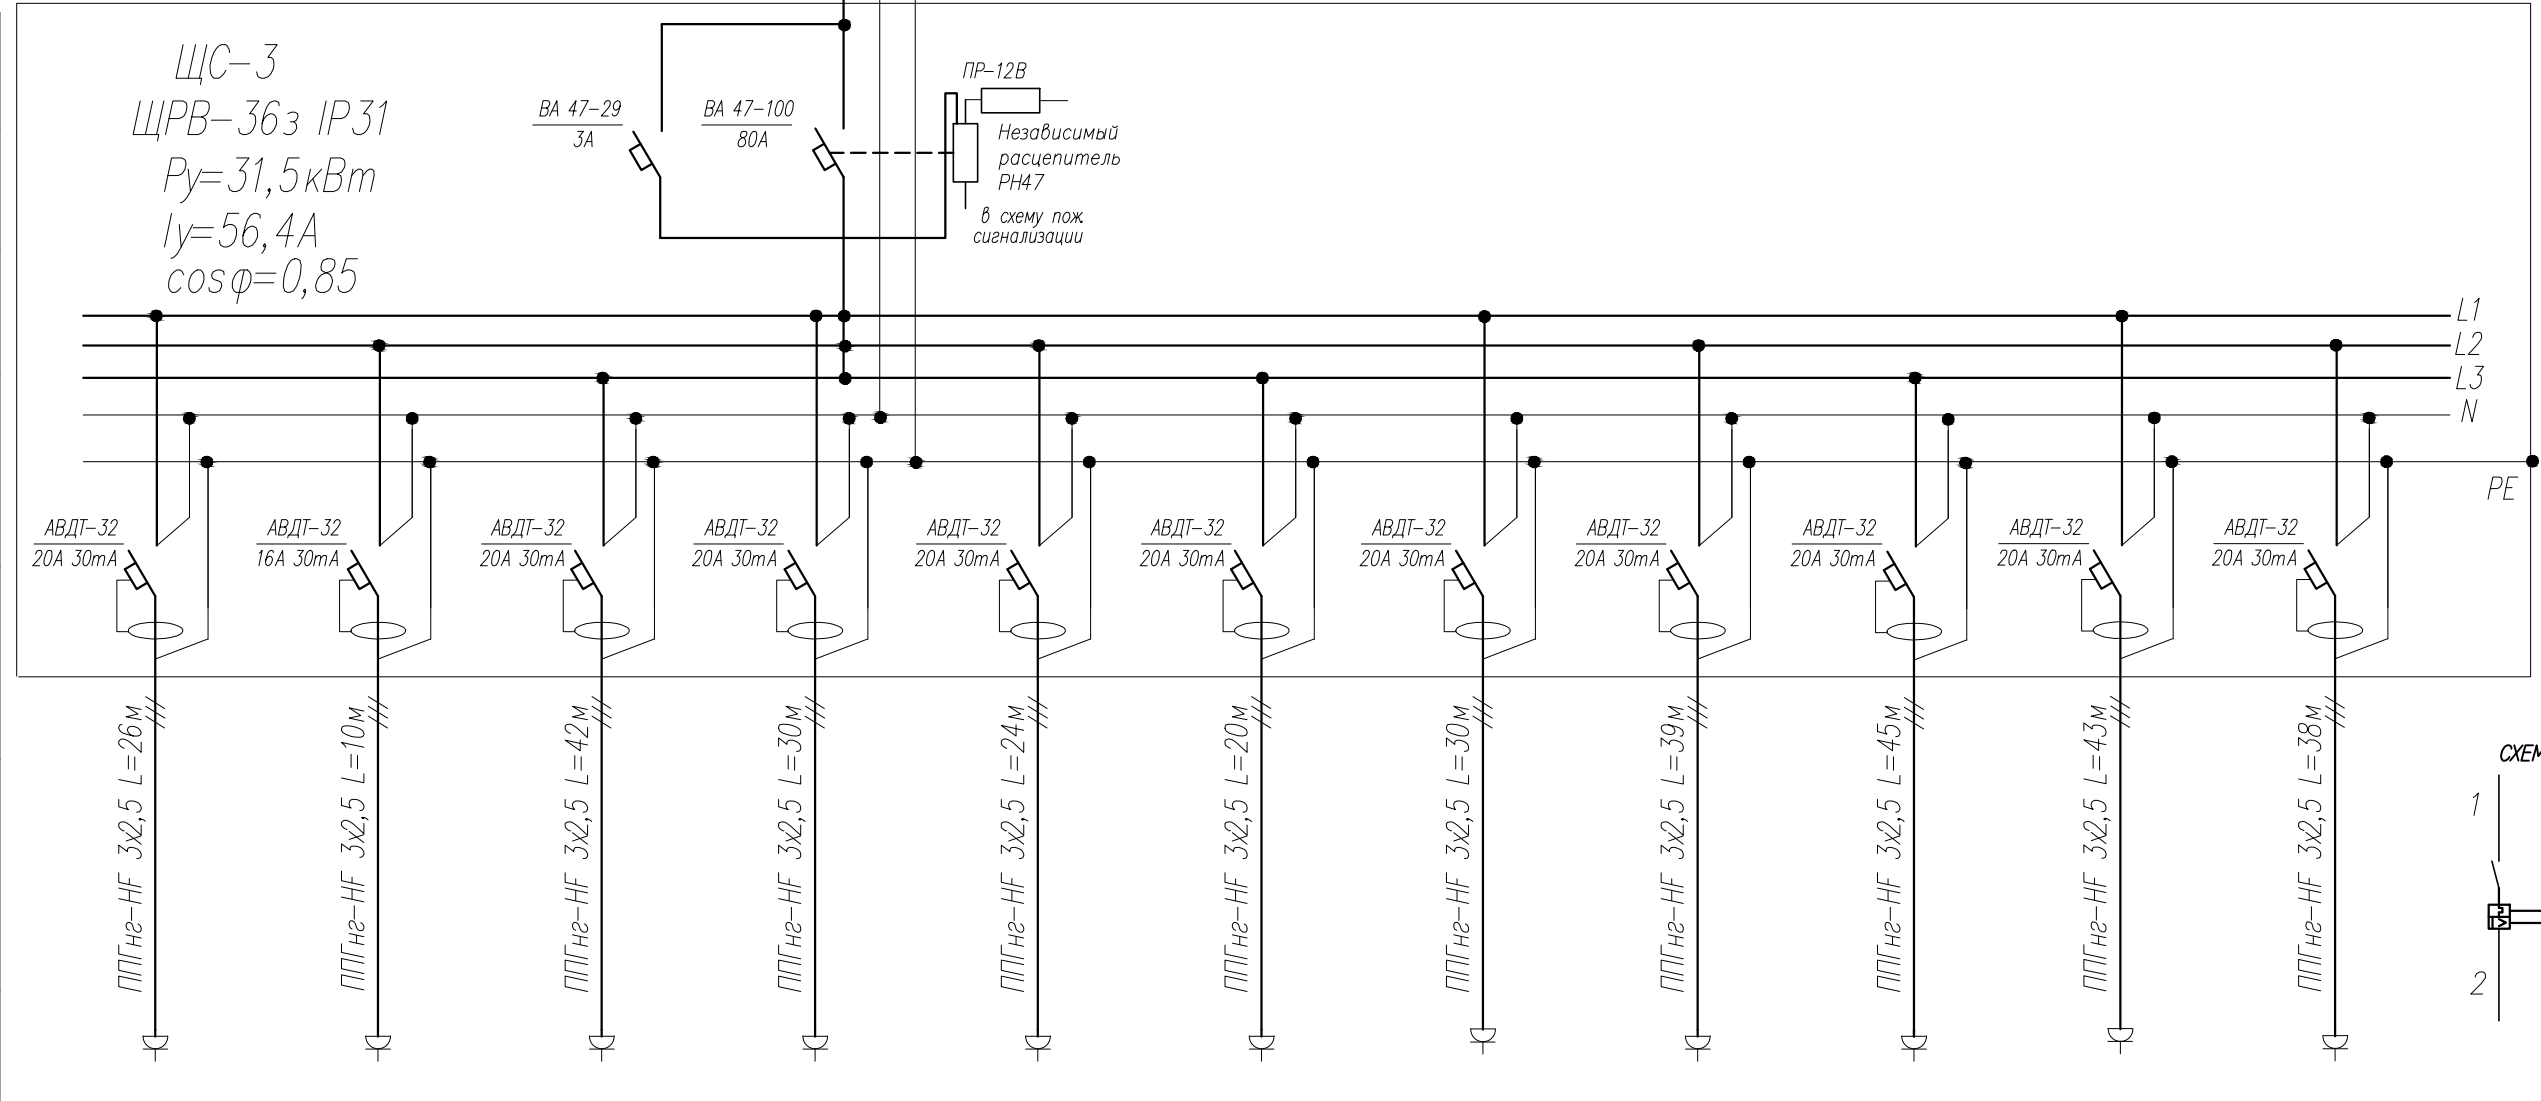 ЩС-3
ЩРВ-36з IP31
Ру=31,5кВт
Iу=56,4А
cosφ=0,85
ВА 47-29
3А
ВА 47-100
80А
ПР-12В
Независимый
расцепитель
РН47
в схему пож.
сигнализации
L1
L2
L3
N
PE
АВДТ-32
20А 30mA
АВДТ-32
16А 30mA
АВДТ-32
20А 30mA
АВДТ-32
20А 30mA
АВДТ-32
20А 30mA
АВДТ-32
20А 30mA
АВДТ-32
20А 30mA
АВДТ-32
20А 30mA
АВДТ-32
20А 30mA
АВДТ-32
20А 30mA
АВДТ-32
20А 30mA
ППГнг-HF 3х2,5 L=26м
ППГнг-HF 3х2,5 L=10м
ППГнг-HF 3х2,5 L=42м
ППГнг-HF 3х2,5 L=30м
ППГнг-HF 3х2,5 L=24м
ППГнг-HF 3х2,5 L=20м
ППГнг-HF 3х2,5 L=30м
ППГнг-HF 3х2,5 L=39м
ППГнг-HF 3х2,5 L=45м
ППГнг-HF 3х2,5 L=43м
ППГнг-HF 3х2,5 L=38м
1
2